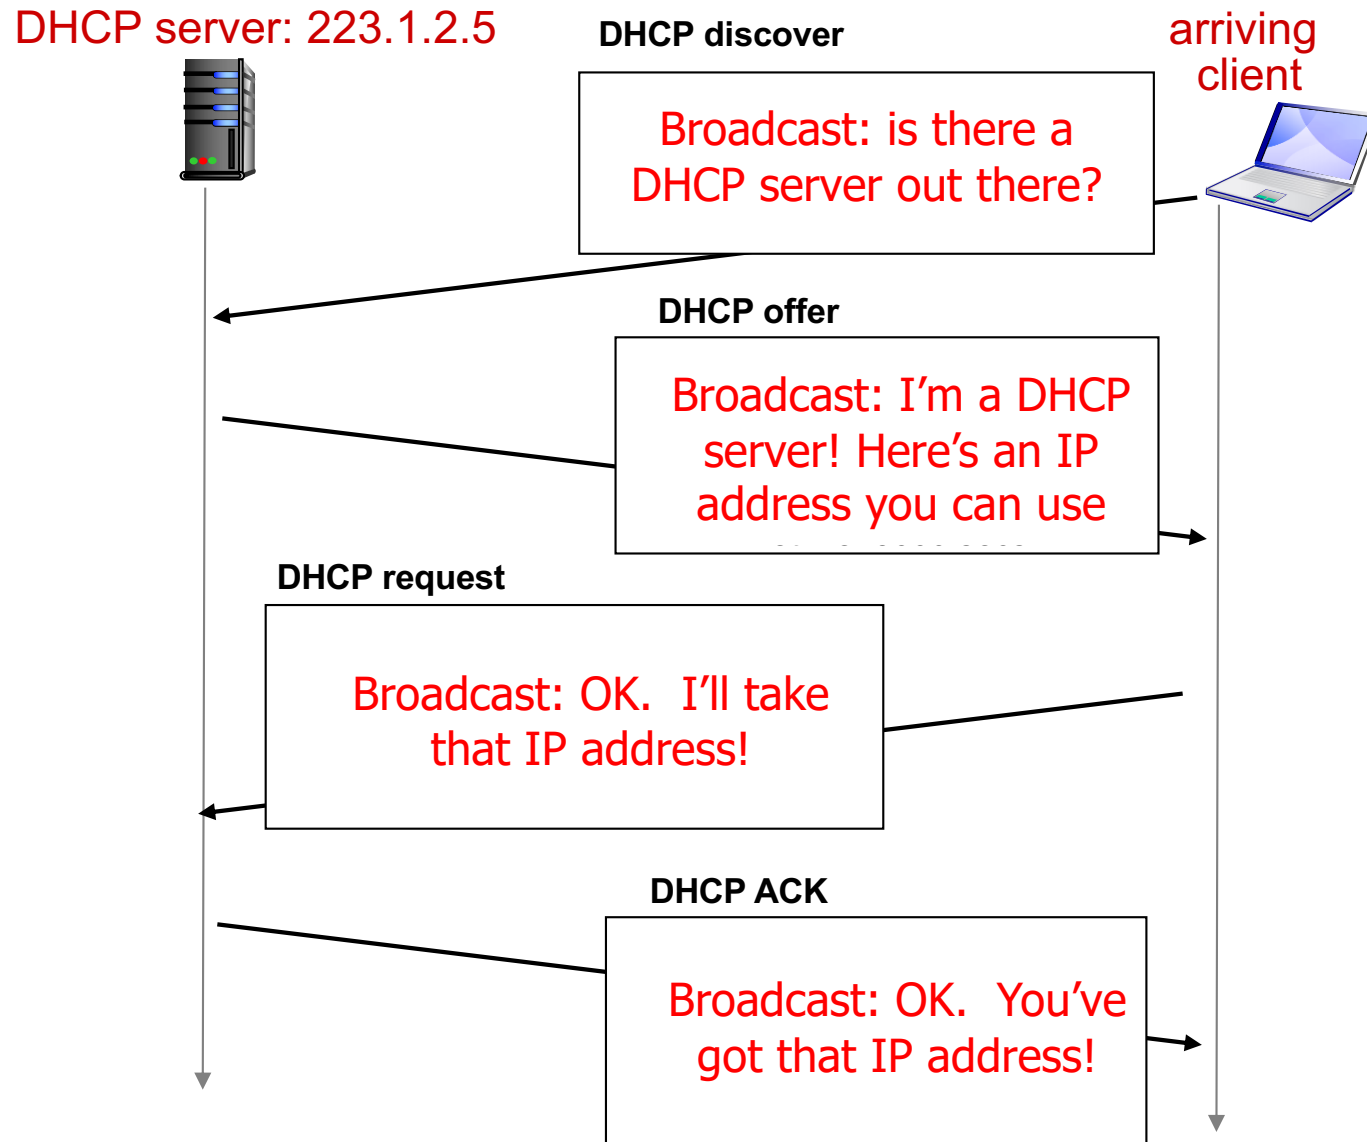 DHCP server: 223.1.2.5
DHCP discover
arriving
client
Broadcast: is there a
DHCP server out there?
DHCP offer
Broadcast: I’m a DHCP
server! Here’s an IP
address you can use
DHCP request
Broadcast: OK.  I’ll take
that IP address!
DHCP ACK
Broadcast: OK.  You’ve
got that IP address!